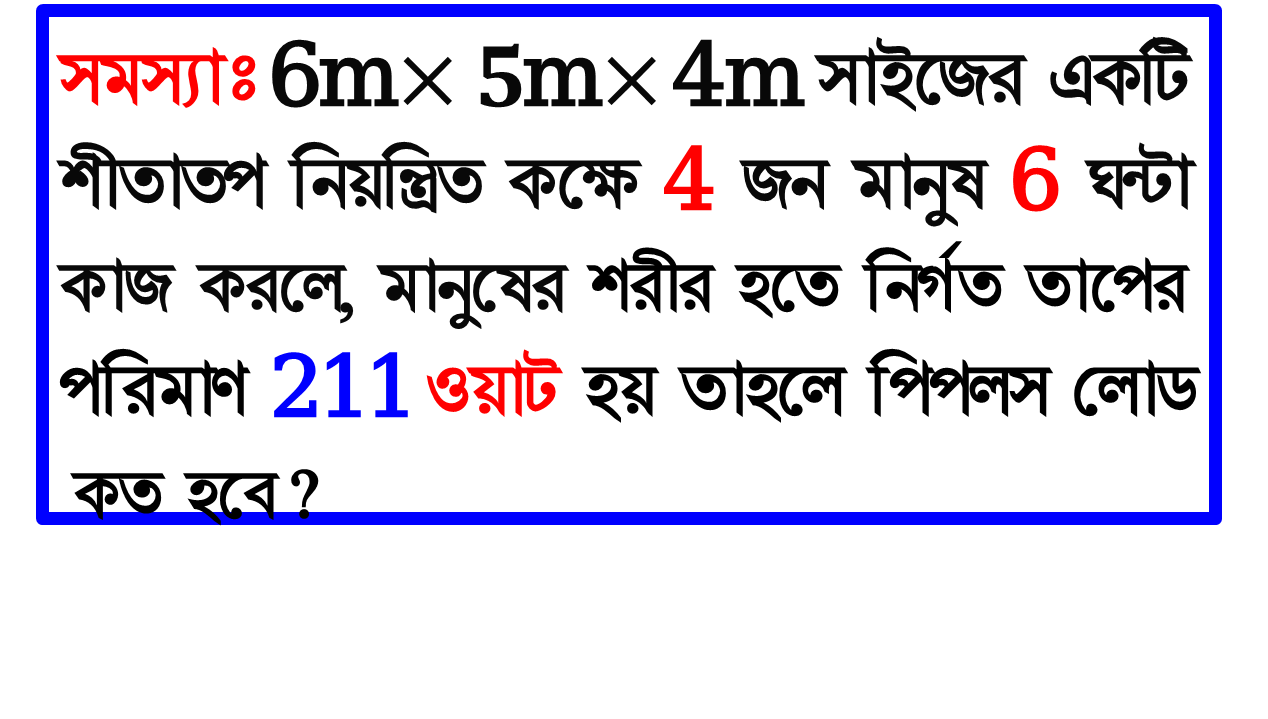 সমস্যাঃ 6m× 5m×4m সাইজের একটি
শীতাতপ নিয়ন্ত্রিত কক্ষে 4 জন মানুষ 6 ঘন্টা
কাজ করলে, মানুষের শরীর হতে নির্গত তাপের
পরিমাণ 211 ওয়াট হয় তাহলে পিপলস লোড
কত হবে ?